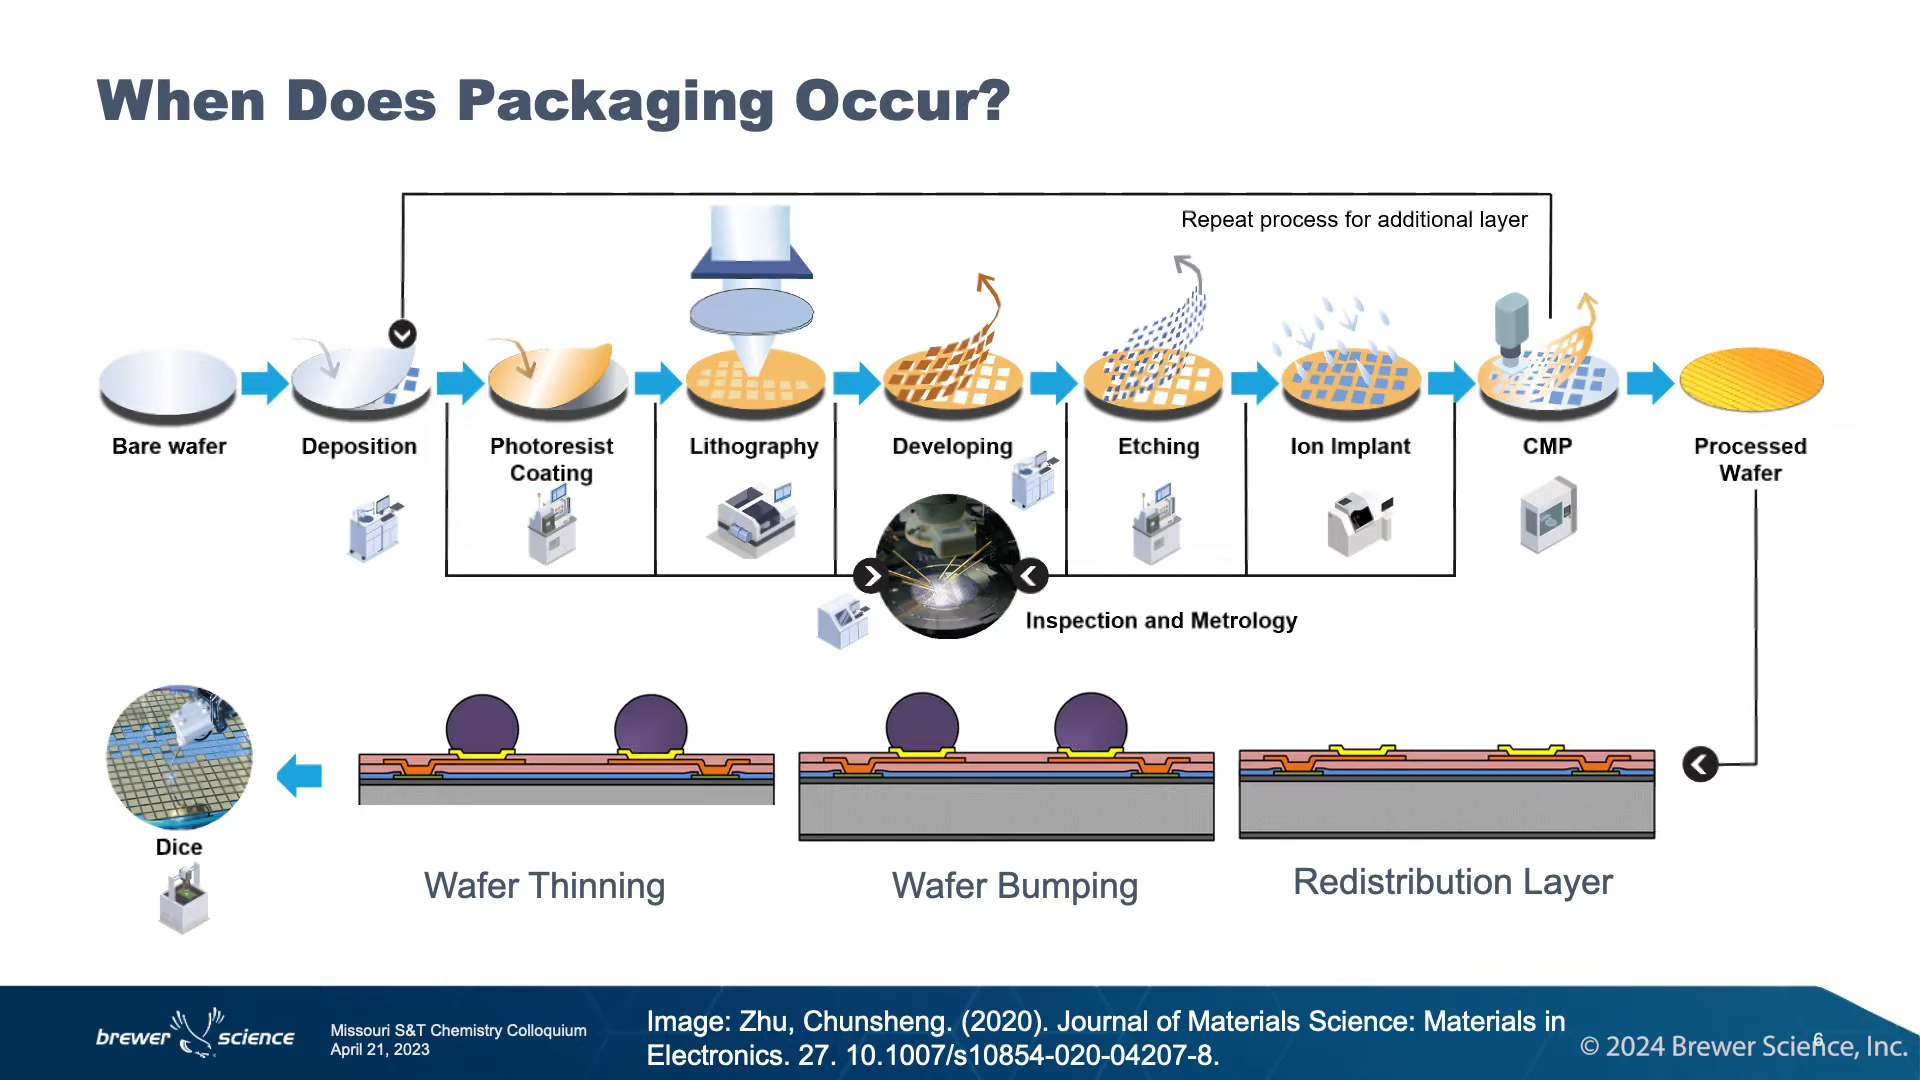 When Does Packaging Occur?
Repeat process for additional layer
Bare wafer
Deposition
Photoresist
Coating
Lithography
Developing
Etching
Ion Implant
CMP
Processed
Wafer
Inspection and Metrology
Dice
Wafer Thinning
Wafer Bumping
Redistribution Layer
brewer science
Missouri S&T Chemistry Colloquium
April 21, 2023
Image: Zhu, Chunsheng. (2020). Journal of Materials Science: Materials in
Electronics. 27. 10.1007/s10854-020-04207-8.
6
© 2024 Brewer Science, Inc.